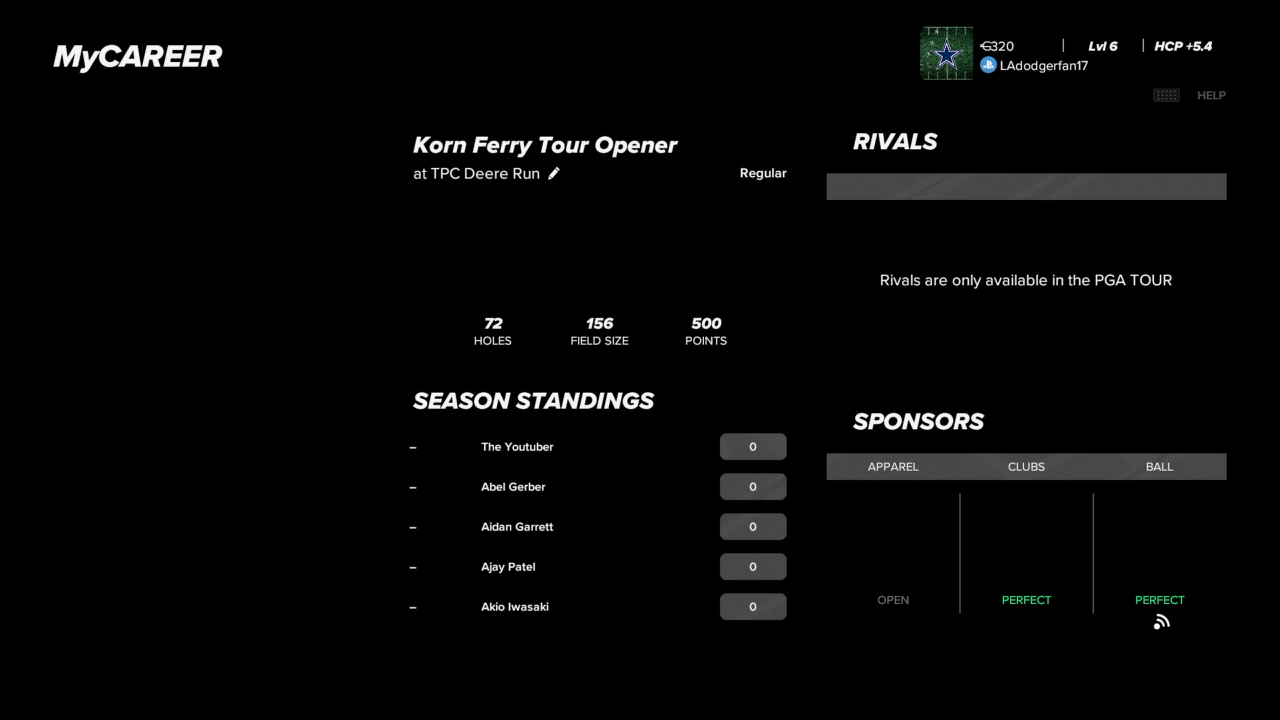 MyCAREER
G320 | Lvl 6 | HCP +5.4
LAdodgerfan17
HELP
Korn Ferry Tour Opener
at TPC Deere Run
Regular
72
HOLES
156
FIELD SIZE
500
POINTS
RIVALS
Rivals are only available in the PGA TOUR
SEASON STANDINGS
– The Youtuber 0
– Abel Gerber 0
– Aidan Garrett 0
– Ajay Patel 0
– Akio Iwasaki 0
SPONSORS
APPAREL CLUBS BALL
OPEN PERFECT PERFECT